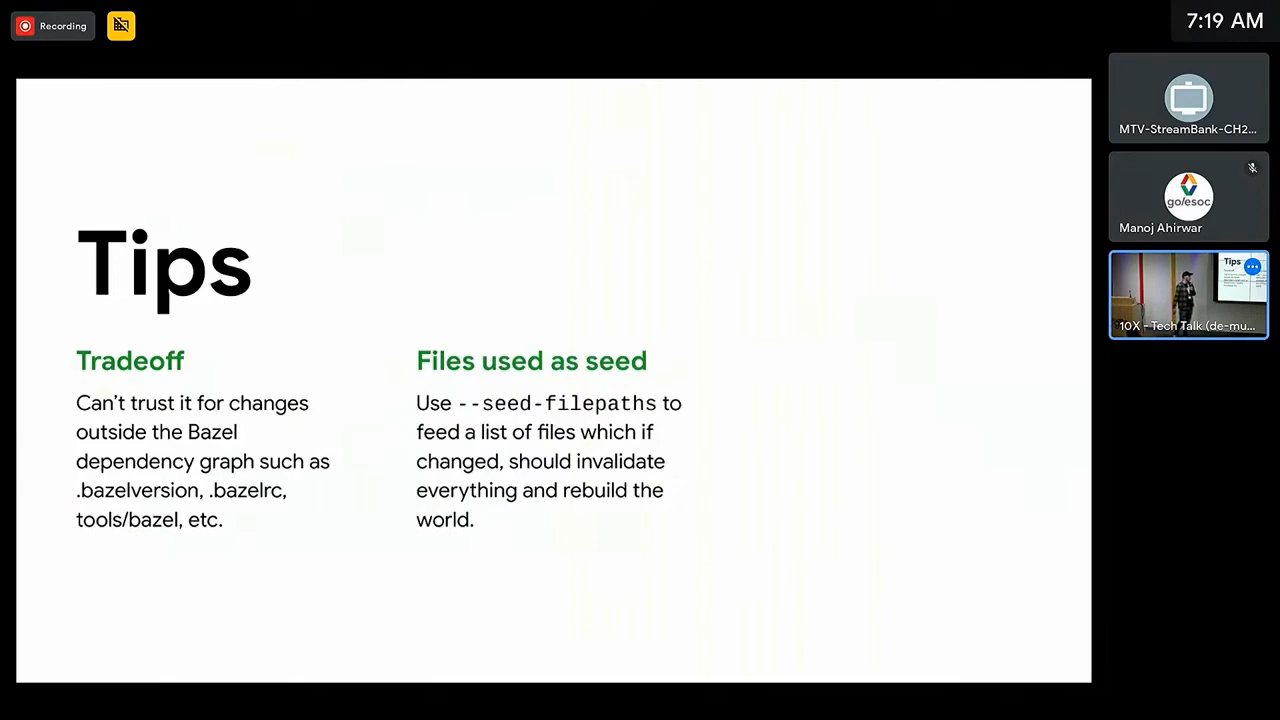 Recording
7:19 AM
Tips
Tradeoff
Can't trust it for changes
outside the Bazel
dependency graph such as
.bazelversion, .bazelrc,
tools/bazel, etc.
Files used as seed
Use --seed-filepaths to
feed a list of files which if
changed, should invalidate
everything and rebuild the
world.
MTV-StreamBank-CH2...
go/esoc
Manoj Ahirwar
Tips
10X - Tech Talk (de-mu...